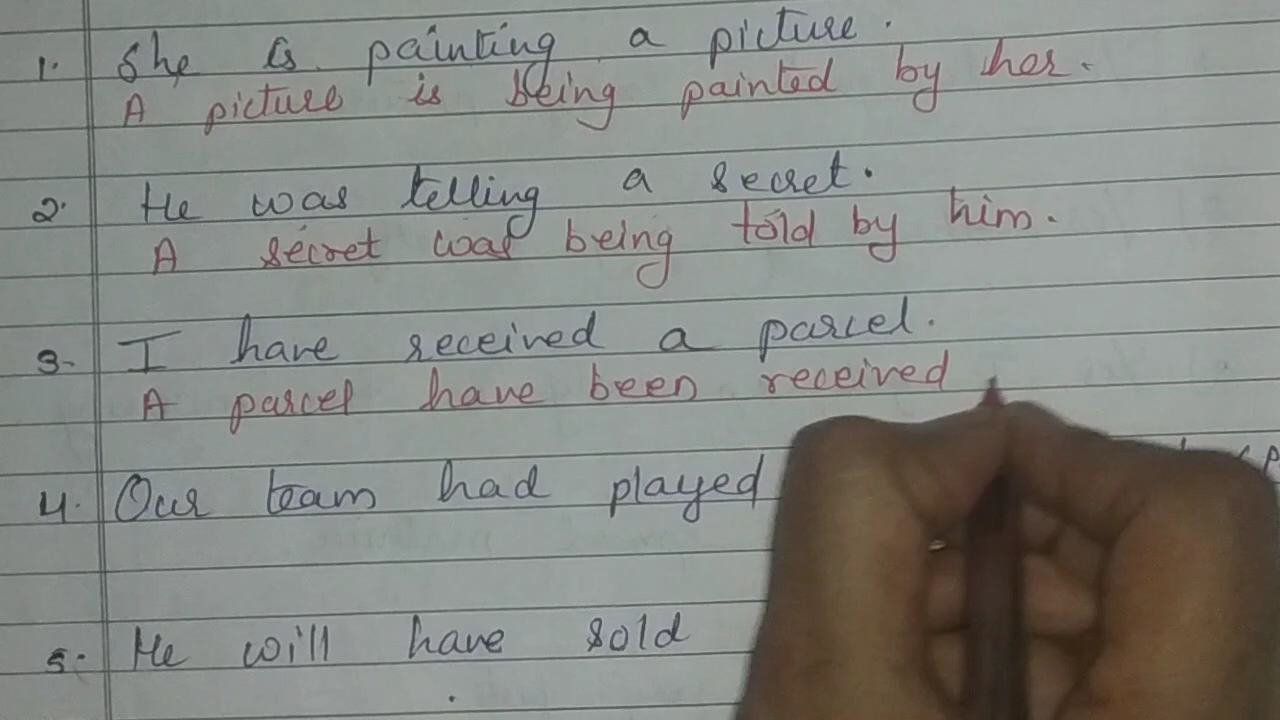 1. She is painting a picture.
A picture is being painted by her.
2. He was telling a secret.
A secret was being told by him.
3. I have received a parcel.
A parcel have been received
4. Our team had played
5. He will have sold